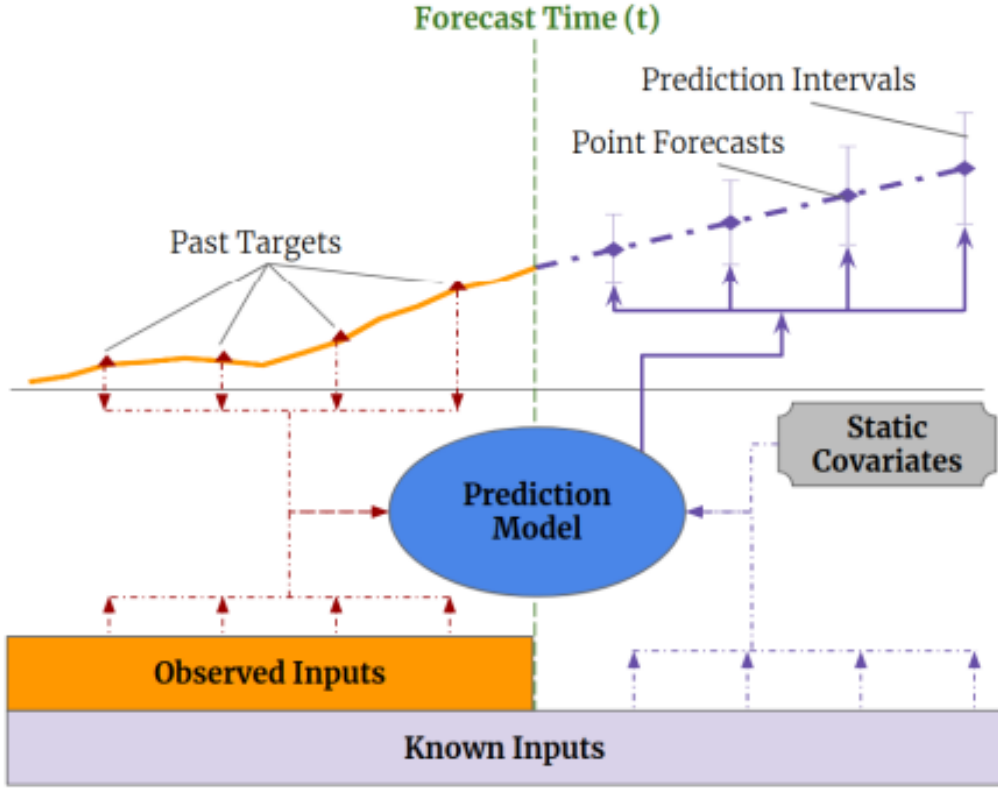 Forecast Time (t)
Prediction Intervals
Point Forecasts
Past Targets
Static
Covariates
Prediction
Model
Observed Inputs
Known Inputs